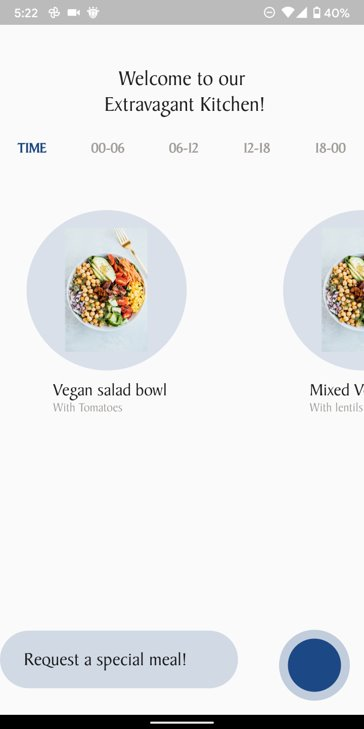 5:22
40%
Welcome to our
Extravagant Kitchen!
TIME 00-06 06-12 12-18 18-00
Vegan salad bowl
With Tomatoes
Mixed V
With lentils
Request a special meal!